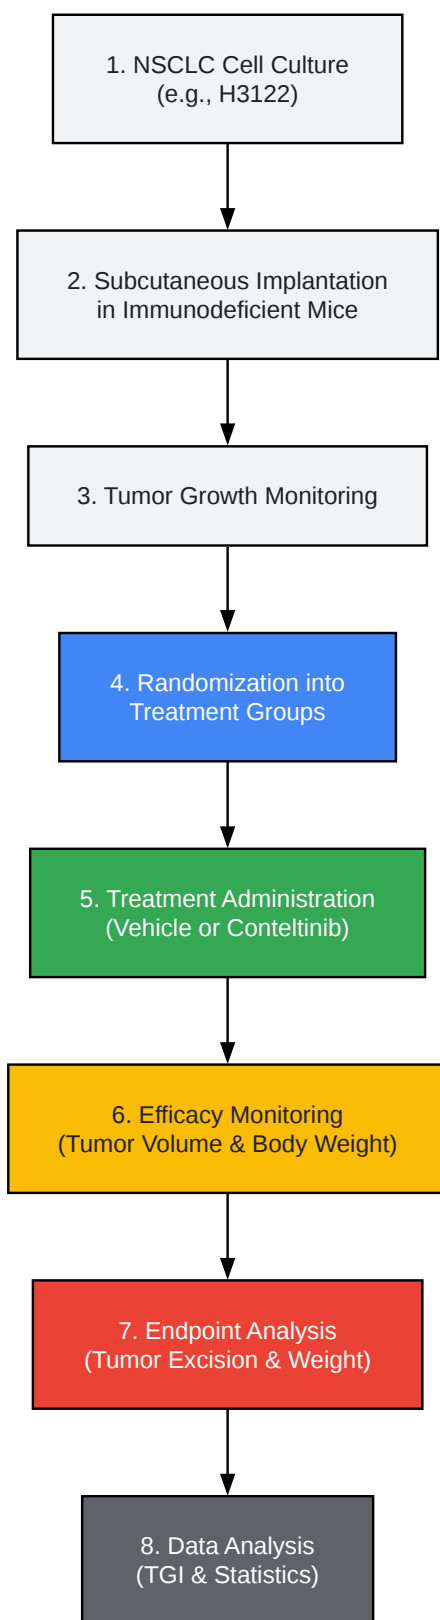 1. NSCLC Cell Culture
(e.g., H3122)
2. Subcutaneous Implantation
in Immunodeficient Mice
3. Tumor Growth Monitoring
4. Randomization into
Treatment Groups
5. Treatment Administration
(Vehicle or Conteltinib)
6. Efficacy Monitoring
(Tumor Volume & Body Weight)
7. Endpoint Analysis
(Tumor Excision & Weight)
8. Data Analysis
(TGI & Statistics)